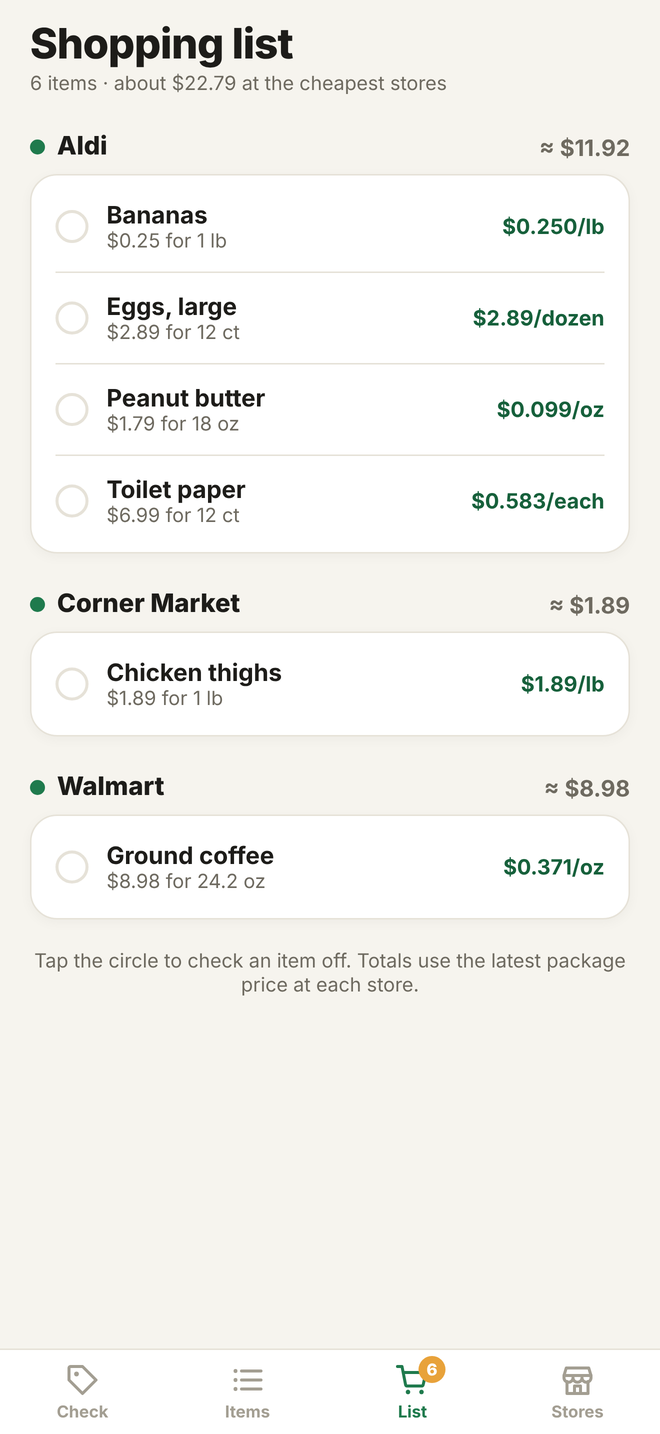 Shopping list
6 items · about $22.79 at the cheapest stores
Aldi
≈ $11.92
Bananas
$0.25 for 1 lb
$0.250/lb
Eggs, large
$2.89 for 12 ct
$2.89/dozen
Peanut butter
$1.79 for 18 oz
$0.099/oz
Toilet paper
$6.99 for 12 ct
$0.583/each
Corner Market
≈ $1.89
Chicken thighs
$1.89 for 1 lb
$1.89/lb
Walmart
≈ $8.98
Ground coffee
$8.98 for 24.2 oz
$0.371/oz
Tap the circle to check an item off. Totals use the latest package
price at each store.
6
Check
Items
List
Stores